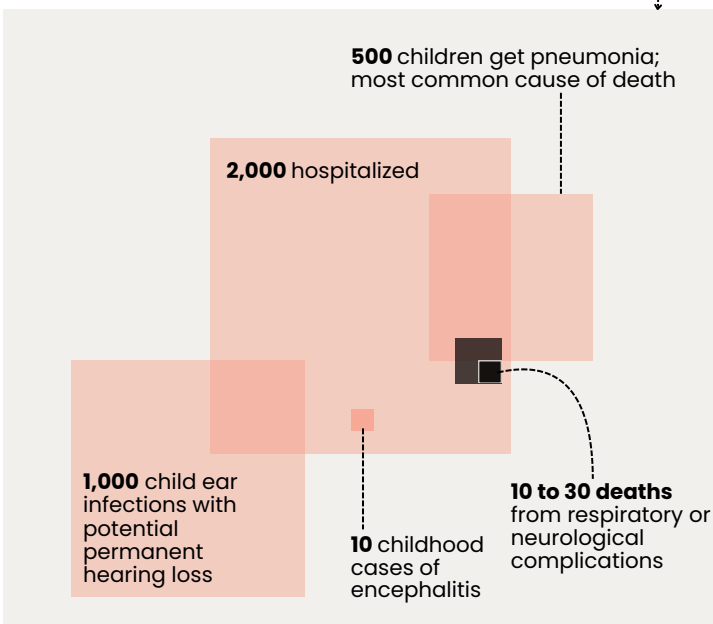 500 children get pneumonia;
most common cause of death
2,000 hospitalized
1,000 child ear
infections with
potential
permanent
hearing loss
10 childhood
cases of
encephalitis
10 to 30 deaths
from respiratory or
neurological
complications